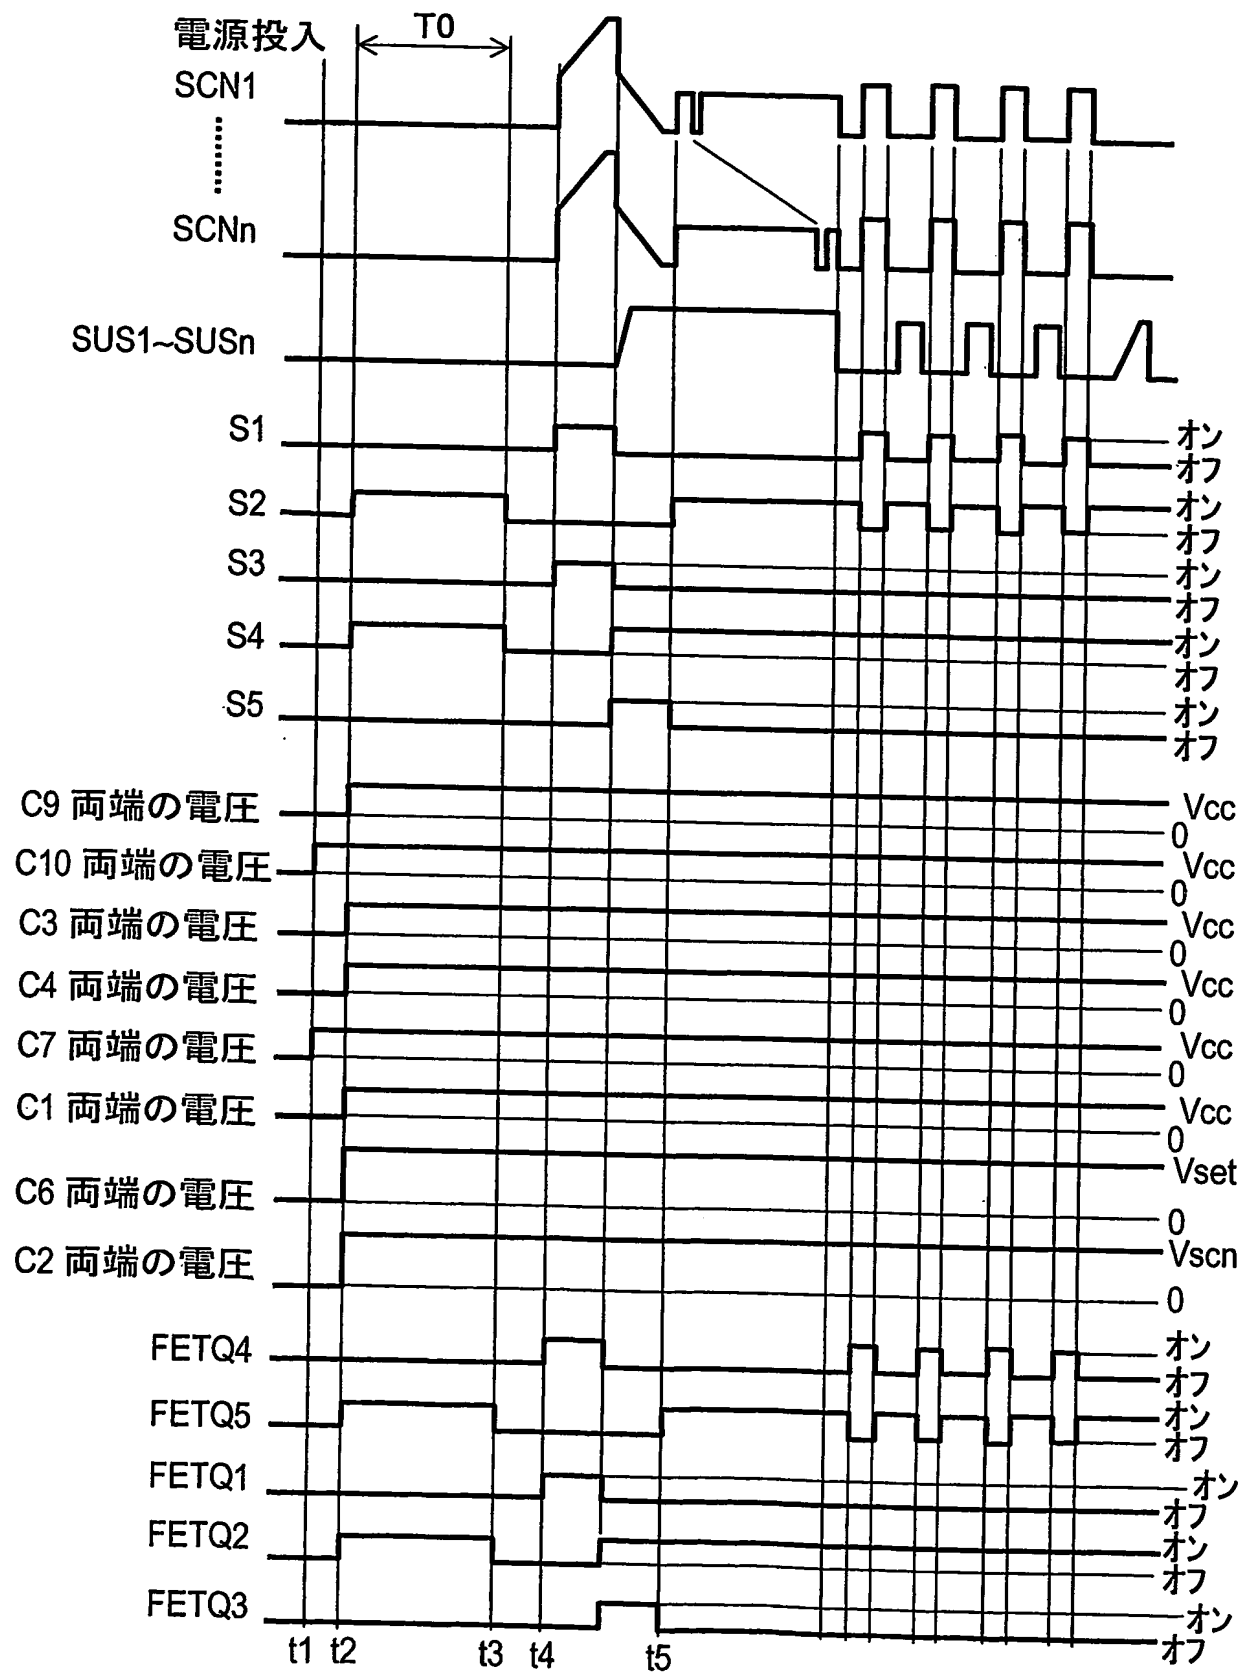 電源投入
T0
SCN1
SCNn
SUS1~SUSn
S1
オン
オフ
S2
オン
オフ
S3
オン
オフ
S4
オン
オフ
S5
オン
オフ
C9 両端の電圧
Vcc
0
C10 両端の電圧
Vcc
0
C3 両端の電圧
Vcc
0
C4 両端の電圧
Vcc
0
C7 両端の電圧
Vcc
0
C1 両端の電圧
Vcc
0
C6 両端の電圧
Vset
0
C2 両端の電圧
Vscn
0
FETQ4
オン
オフ
FETQ5
オン
オフ
FETQ1
オン
オフ
FETQ2
オン
オフ
FETQ3
オン
オフ
t1 t2 t3 t4 t5